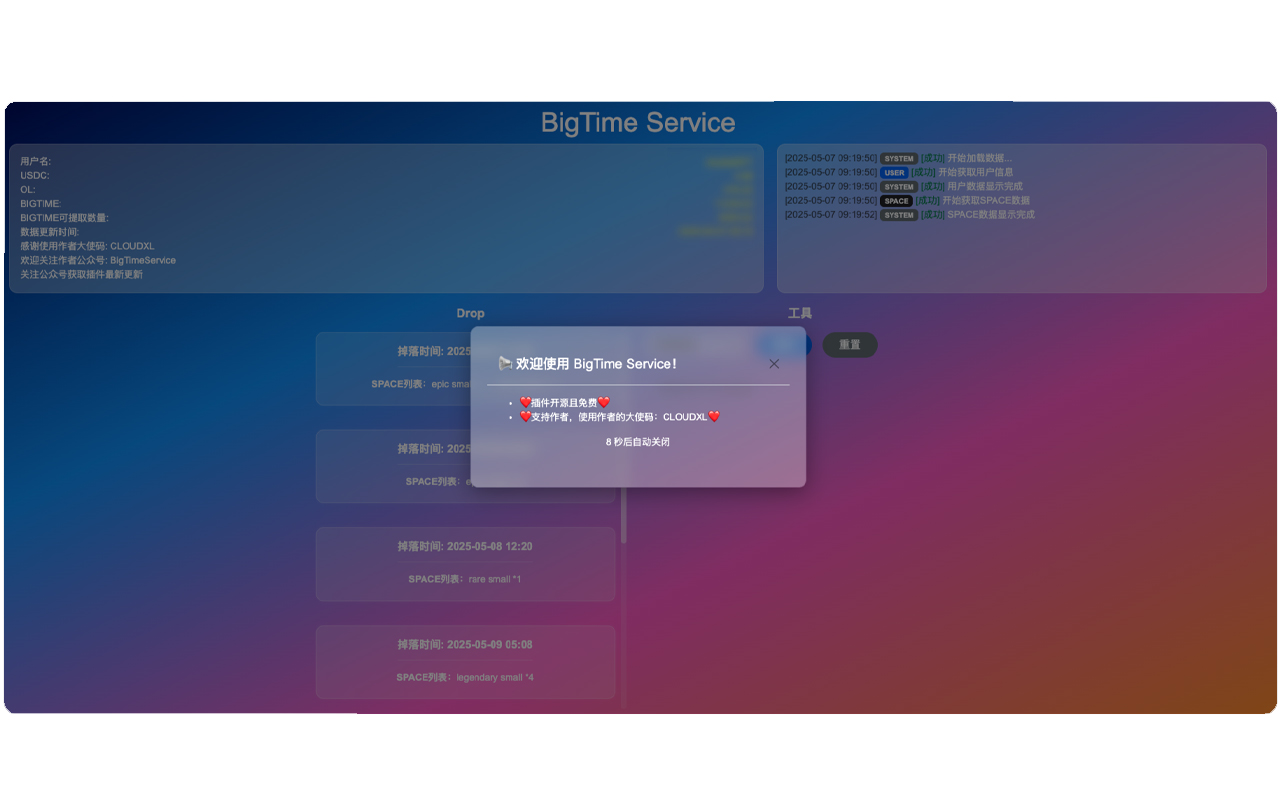 BigTime Service
用户名:
USDC:
OL:
BIGTIME:
BIGTIME可提取数量:
数据更新时间:
感谢使用作者大使码: CLOUDXL
欢迎关注作者公众号: BigTimeService
关注公众号获取插件最新更新
[2025-05-07 09:19:50] SYSTEM [成功] 开始加载数据...
[2025-05-07 09:19:50] USER [成功] 开始获取用户信息
[2025-05-07 09:19:50] SYSTEM [成功] 用户数据显示完成
[2025-05-07 09:19:50] SPACE [成功] 开始获取SPACE数据
[2025-05-07 09:19:52] SYSTEM [成功] SPACE数据显示完成
Drop
掉落时间: 2025
SPACE列表：epic
掉落时间: 2025
SPACE列表：
掉落时间: 2025-05-08 12:20
SPACE列表：rare small *1
掉落时间: 2025-05-09 05:08
SPACE列表：legendary small *4
工具
重置
欢迎使用 BigTime Service！
❤️插件开源且免费❤️
❤️支持作者，使用作者的大使码：CLOUDXL❤️
8 秒后自动关闭